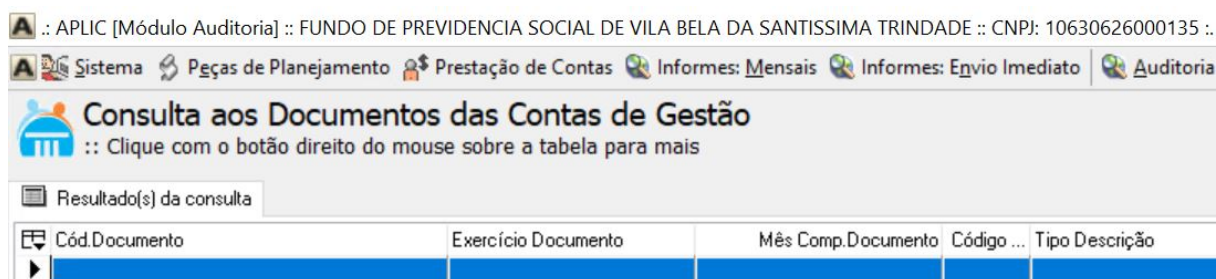 .: APLIC [Módulo Auditoria] :: FUNDO DE PREVIDENCIA SOCIAL DE VILA BELA DA SANTISSIMA TRINDADE :: CNPJ: 10630626000135 :.
A Sistema Peças de Planejamento Prestação de Contas Informes: Mensais Informes: Envio Imediato Auditoria
Consulta aos Documentos das Contas de Gestão
:: Clique com o botão direito do mouse sobre a tabela para mais
Resultado(s) da consulta
Cód.Documento Exercício Documento Mês Comp.Documento Código ... Tipo Descrição